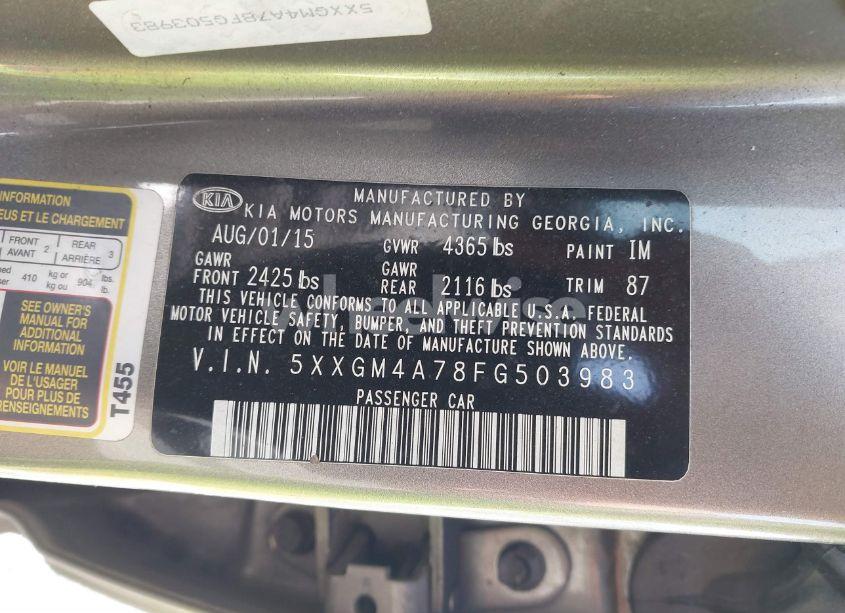 5XXGM4A78FG503983
INFORMATION
EUS ET LE CHARGEMENT
FRONT 2 REAR 3
AVANT ARRIÈRE
410 kg or 904 lbs.
kg ou lb.
SEE OWNER'S
MANUAL FOR
ADDITIONAL
INFORMATION
VOIR LE MANUEL
DE L'USAGER
POUR PLUS DE
RENSEIGNEMENTS
T455
KIA
MANUFACTURED BY
KIA MOTORS MANUFACTURING GEORGIA, INC.
AUG/01/15 GVWR 4365 lbs PAINT IM
GAWR GAWR
FRONT 2425 lbs REAR 2116 lbs TRIM 87
THIS VEHICLE CONFORMS TO ALL APPLICABLE U.S.A. FEDERAL
MOTOR VEHICLE SAFETY, BUMPER, AND THEFT PREVENTION STANDARDS
IN EFFECT ON THE DATE OF MANUFACTURE SHOWN ABOVE.
V.I.N. 5XXGM4A78FG503983
PASSENGER CAR